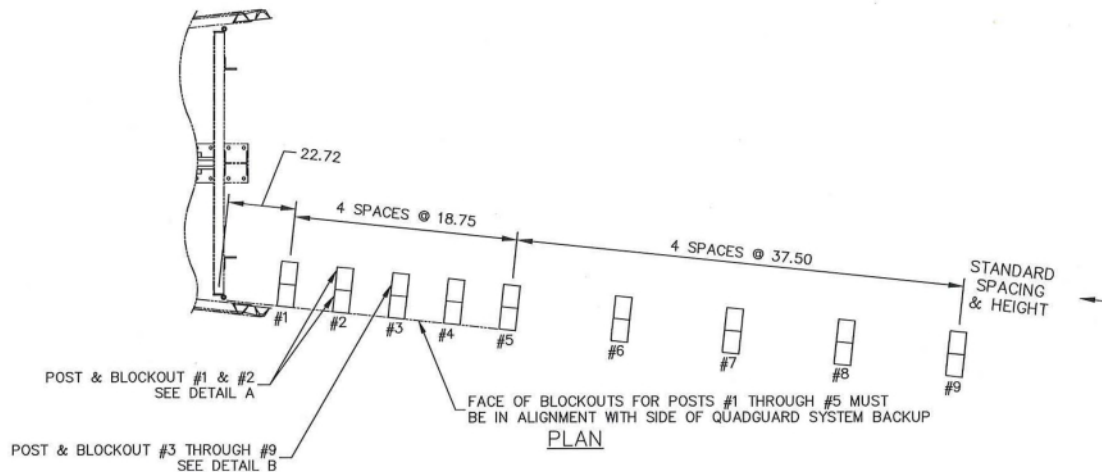 22.72
4 SPACES @ 18.75
4 SPACES @ 37.50
STANDARD
SPACING
& HEIGHT
#1
#2
#3
#4
#5
#6
#7
#8
#9
POST & BLOCKOUT #1 & #2
SEE DETAIL A
FACE OF BLOCKOUTS FOR POSTS #1 THROUGH #5 MUST
BE IN ALIGNMENT WITH SIDE OF QUADGUARD SYSTEM BACKUP
PLAN
POST & BLOCKOUT #3 THROUGH #9
SEE DETAIL B